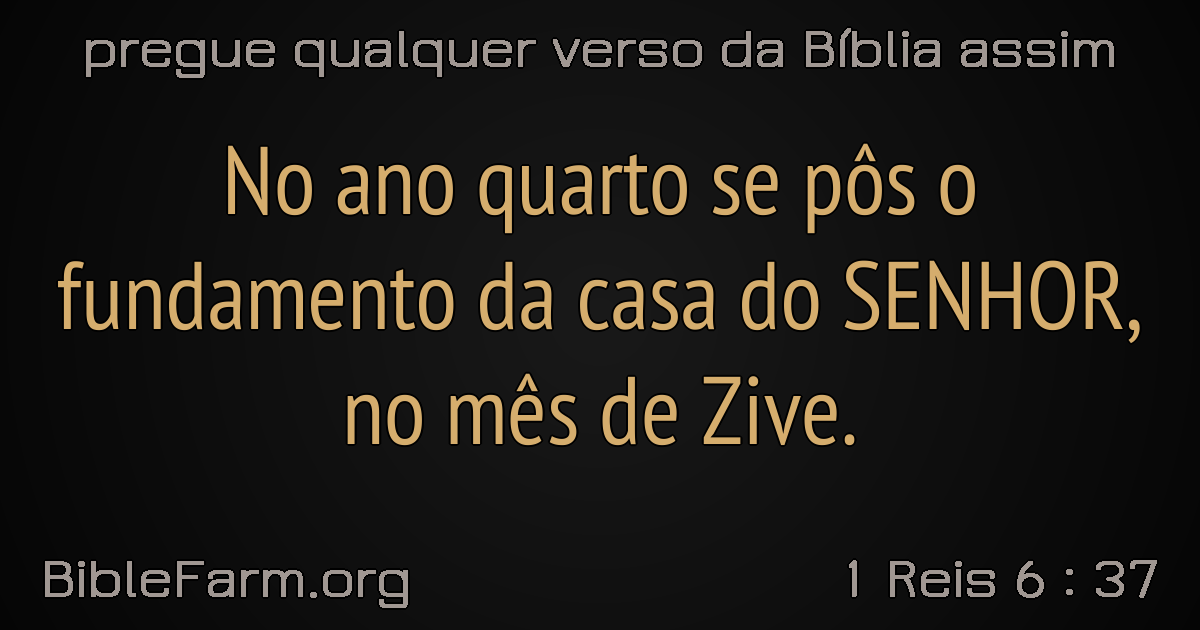 pregue qualquer verso da Bíblia assim
No ano quarto se pôs o
fundamento da casa do SENHOR,
no mês de Zive.
BibleFarm.org
1 Reis 6 : 37